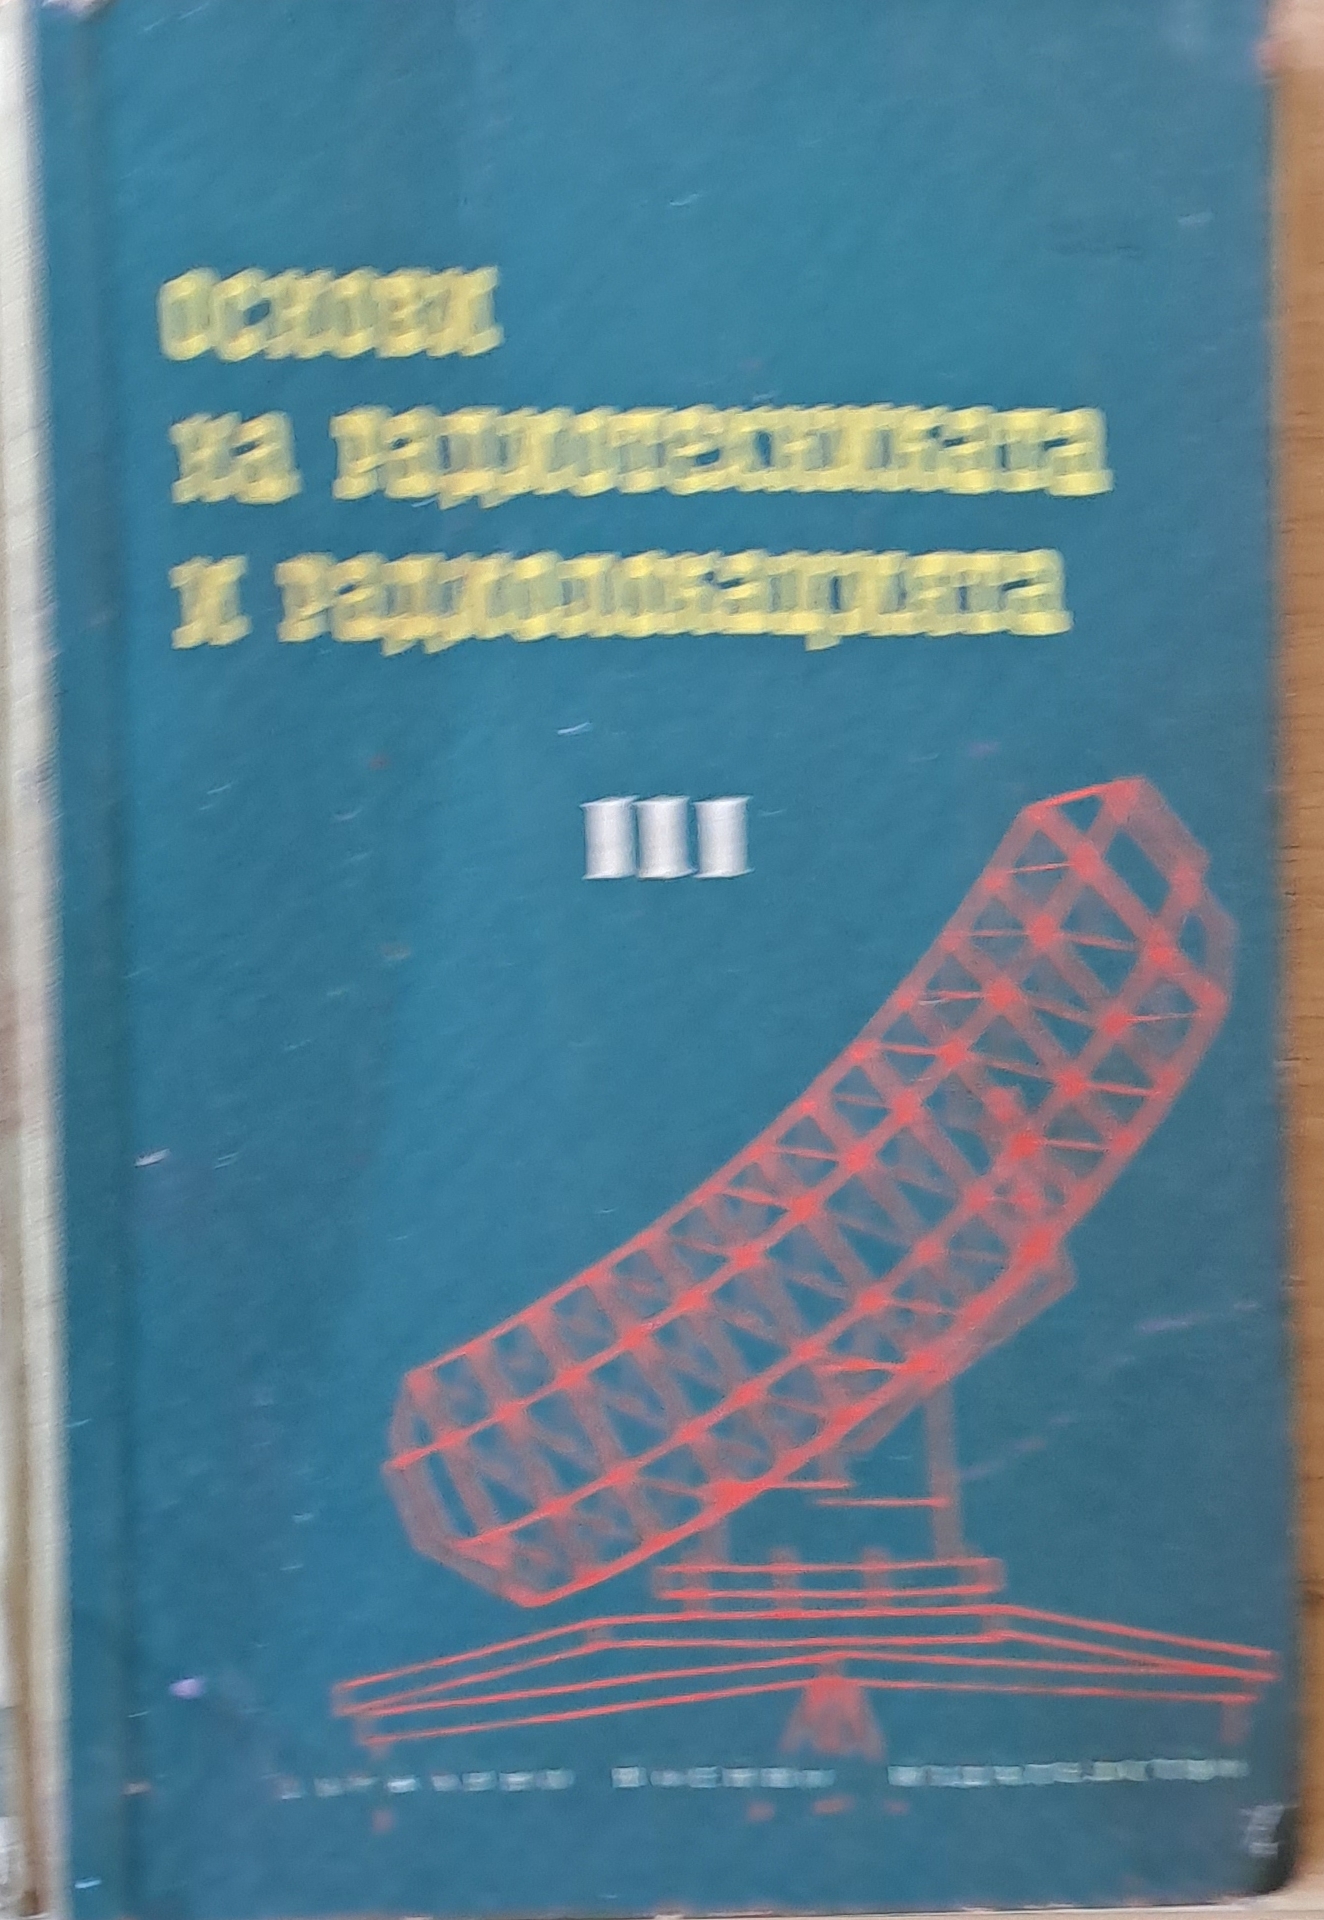 основи
на радиотехниката
и радиолокацията
III